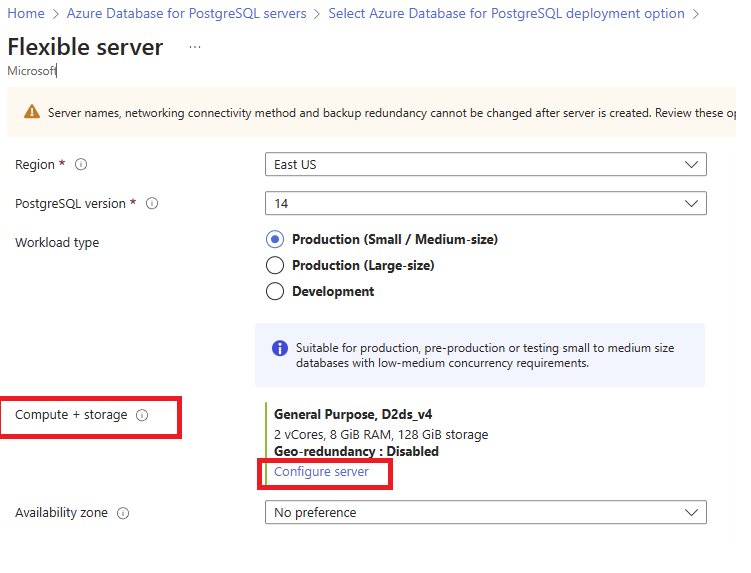 Home > Azure Database for PostgreSQL servers > Select Azure Database for PostgreSQL deployment option >
Flexible server ...
Microsoft
Server names, networking connectivity method and backup redundancy cannot be changed after server is created. Review these
Region * East US
PostgreSQL version * 14
Workload type
Production (Small / Medium-size)
Production (Large-size)
Development
Suitable for production, pre-production or testing small to medium size
databases with low-medium concurrency requirements.
Compute + storage
General Purpose, D2ds_v4
2 vCores, 8 GiB RAM, 128 GiB storage
Geo-redundancy : Disabled
Configure server
Availability zone No preference